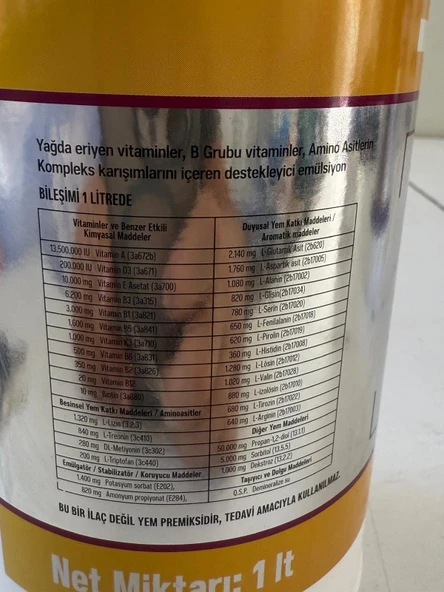 Yağda eriyen vitaminler, B Grubu vitaminler, Amino Asitlerin
Kompleks karışımlarını içeren destekleyici emülsiyon
BİLEŞİMİ 1 LİTREDE
Vitaminler ve Benzer Etkili
Kimyasal Maddeler
13,500,000 IU Vitamin A (3a672b)
200,000 IU Vitamin D3 (3a671)
10,000 mg Vitamin E Asetat (3a700)
6,200 mg Vitamin B3 (3a315)
3,000 mg Vitamin B1 (3a821)
1,600 mg Vitamin B5 (3a841)
1,000 mg Vitamin K3 (3a710)
500 mg Vitamin B6 (3a831)
350 mg Vitamin B2 (3a826)
20 mg Vitamin B12
10 mg Biotin (3a880)
Besinsel Yem Katkı Maddeleri / Aminoasitler
1,320 mg L-Lizin (3.2.3)
840 mg L-Treonin (3c410)
280 mg DL-Metiyonin (3c302)
200 mg L-Triptofan (3c440)
Emülgatör / Stabilizatör / Koruyucu Maddeler
1,400 mg Potasyum sorbat (E202),
820 mg Amonyum propiyonat (E284),
Duyusal Yem Katkı Maddeleri /
Aromatik maddeler
2.140 mg L-Glutamik Asit (2b620)
1.760 mg L-Aspartik asit (2b17005)
1.080 mg L-Alanin (2b17002)
820 mg L-Glisin(2b17034)
780 mg L-Serin (2b17020)
650 mg L-Fenilalanin (2b17018)
620 mg L-Pirolin (2b17019)
360 mg L-Histidin (2b17008)
1.280 mg L-Lösin (2b17012)
1.020 mg L-Valin (2b17028)
880 mg L-izolösin (2b17010)
680 mg L-Tirozin (2b17022)
640 mg L-Arginin (2b17003)
Diğer Yem Maddeleri
50,000 mg Propan-1,2-diol (13.11.1)
5,000 mg Sorbitol (13.5.5)
1,000 mg Dekstroz (13.2.2)
Taşıyıcı ve Dolgu Maddeleri
Q.S.P. Demineralize su
BU BİR İLAÇ DEĞİL YEM PREMİKSİDİR, TEDAVİ AMACIYLA KULLANILMAZ.
Net Miktarı: 1 lt